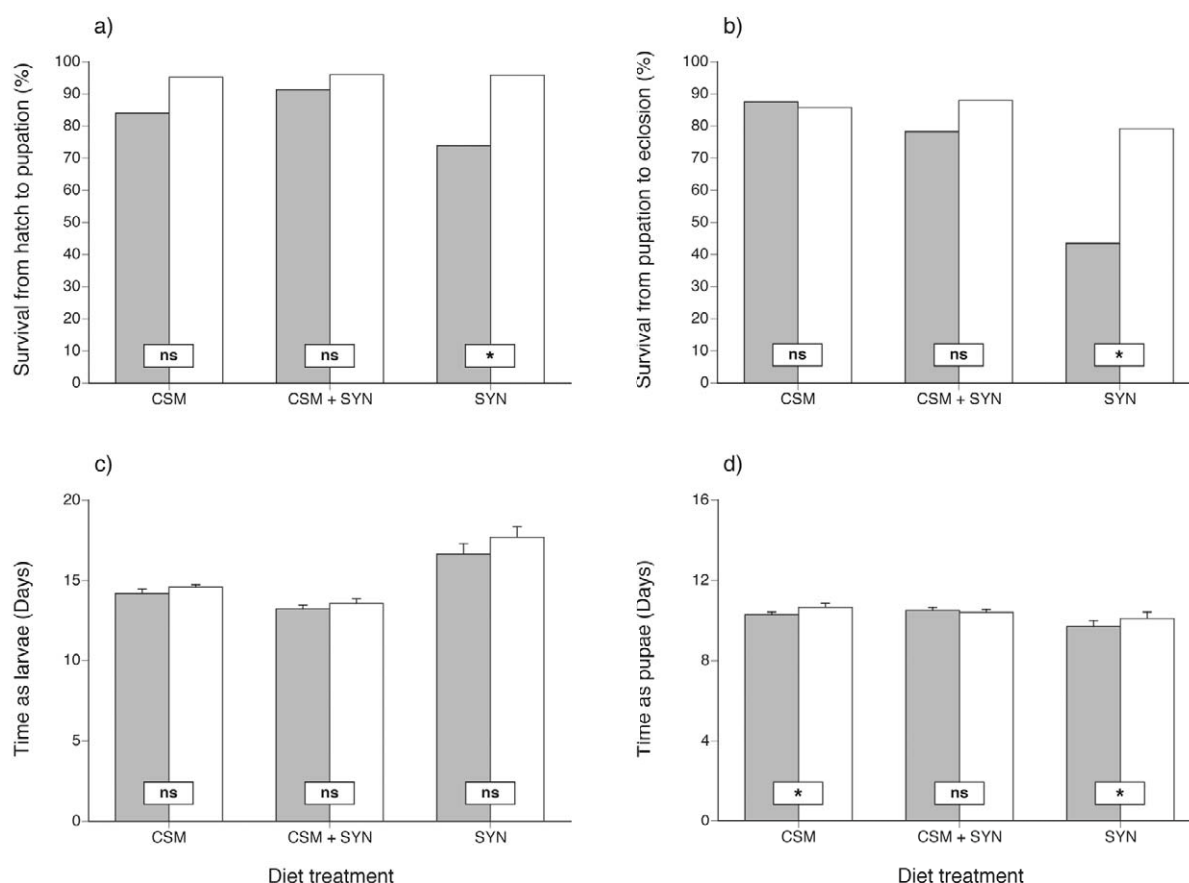 a)
Survival from hatch to pupation (%)
100
90
80
70
60
50
40
30
20
10
0
ns
ns
*
CSM
CSM + SYN
SYN
b)
Survival from pupation to eclosion (%)
100
90
80
70
60
50
40
30
20
10
0
ns
ns
*
CSM
CSM + SYN
SYN
c)
Time as larvae (Days)
20
15
10
5
0
ns
ns
ns
CSM
CSM + SYN
SYN
Diet treatment
d)
Time as pupae (Days)
16
12
8
4
0
*
ns
*
CSM
CSM + SYN
SYN
Diet treatment